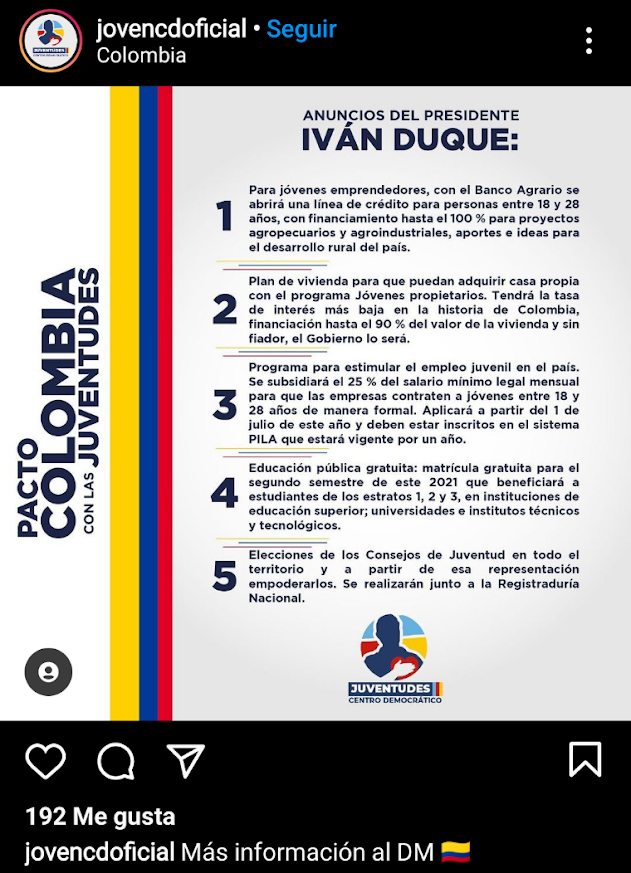 jovencdoficial • Seguir
Colombia
PACTO
COLOMBIA
CON LAS JUVENTUDES
ANUNCIOS DEL PRESIDENTE
IVÁN DUQUE:
1
Para jóvenes emprendedores, con el Banco Agrario se
abrirá una línea de crédito para personas entre 18 y 28
años, con financiamiento hasta el 100 % para proyectos
agropecuarios y agroindustriales, aportes e ideas para
el desarrollo rural del país.
2
Plan de vivienda para que puedan adquirir casa propia
con el programa Jóvenes propietarios. Tendrá la tasa
de interés más baja en la historia de Colombia,
financiación hasta el 90 % del valor de la vivienda y sin
fiador, el Gobierno lo será.
3
Programa para estimular el empleo juvenil en el país.
Se subsidiará el 25 % del salario mínimo legal mensual
para que las empresas contraten a jóvenes entre 18 y
28 años de manera formal. Aplicará a partir del 1 de
julio de este año y deben estar inscritos en el sistema
PILA que estará vigente por un año.
4
Educación pública gratuita: matrícula gratuita para el
segundo semestre de este 2021 que beneficiará a
estudiantes de los estratos 1, 2 y 3, en instituciones de
educación superior; universidades e institutos técnicos
y tecnológicos.
5
Elecciones de los Consejos de Juventud en todo el
territorio y a partir de esa representación
empoderarlos. Se realizarán junto a la Registraduría
Nacional.
JUVENTUDES
CENTRO DEMOCRÁTICO
192 Me gusta
jovencdoficial Más información al DM 🇨🇴